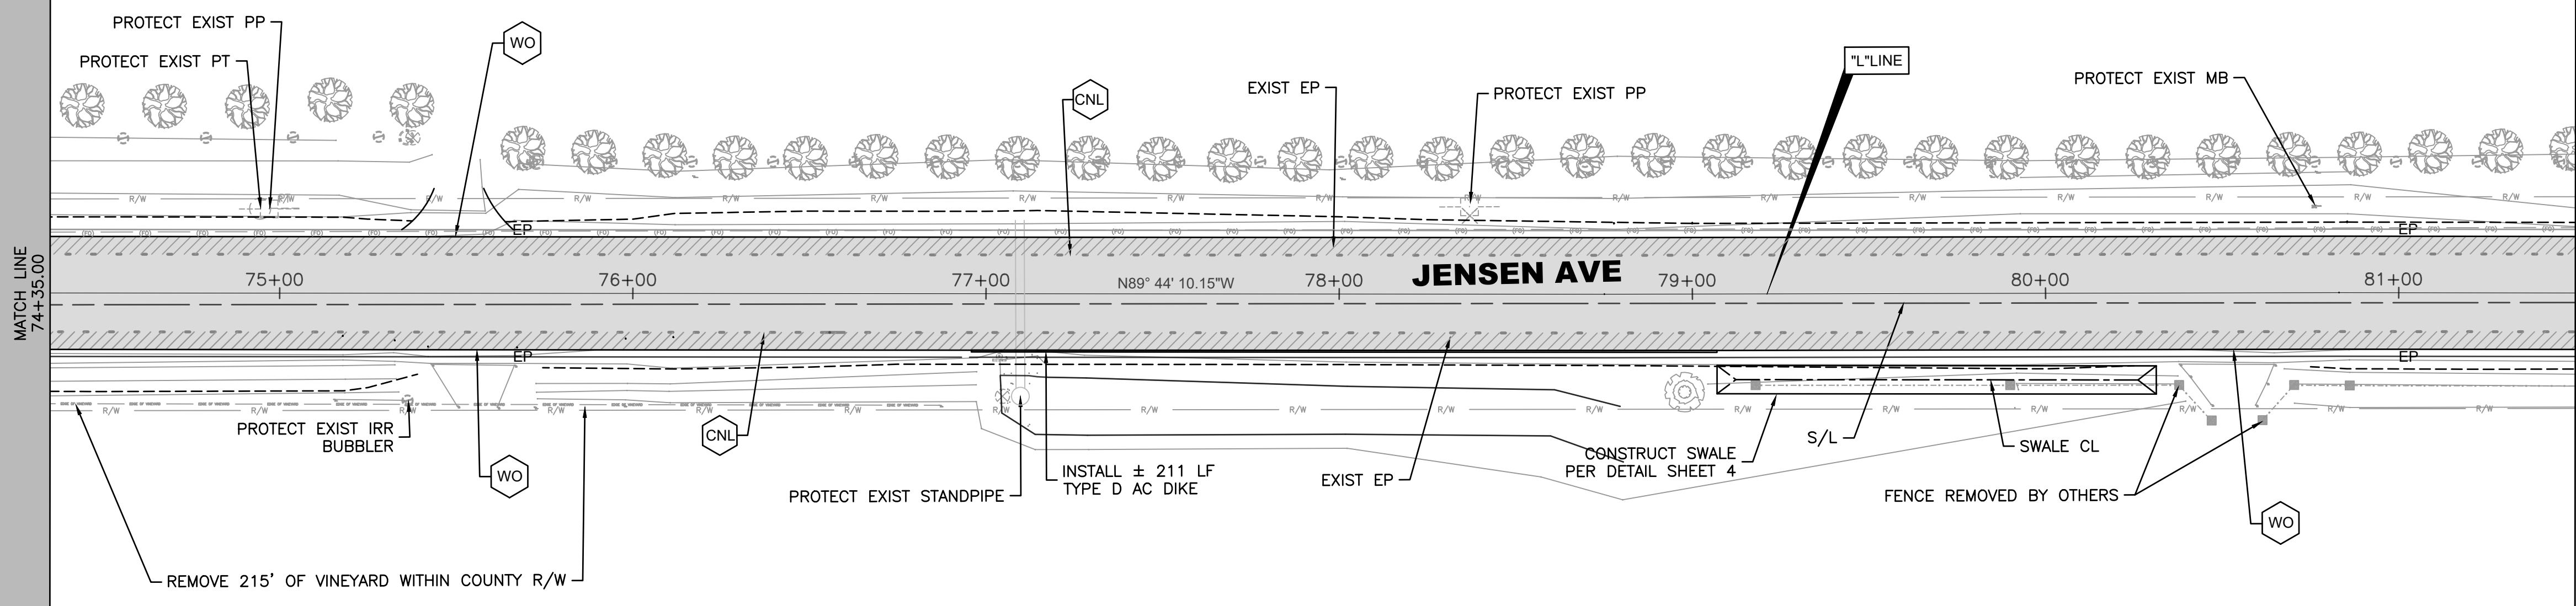 PROTECT EXIST PP
PROTECT EXIST PT
WO
CNL
EXIST EP
PROTECT EXIST PP
"L"LINE
PROTECT EXIST MB
R/W R/W R/W R/W R/W R/W R/W R/W R/W R/W R/W R/W R/W R/W R/W R/W R/W
EP
EP
MATCH LINE
74+35.00
75+00
76+00
77+00
N89° 44' 10.15"W
78+00
JENSEN AVE
79+00
80+00
81+00
EP
EP
R/W R/W R/W R/W R/W R/W R/W R/W R/W R/W R/W R/W R/W R/W R/W R/W R/W
PROTECT EXIST IRR
BUBBLER
WO
CNL
PROTECT EXIST STANDPIPE
INSTALL ± 211 LF
TYPE D AC DIKE
EXIST EP
CONSTRUCT SWALE
PER DETAIL SHEET 4
S/L
SWALE CL
FENCE REMOVED BY OTHERS
WO
REMOVE 215' OF VINEYARD WITHIN COUNTY R/W